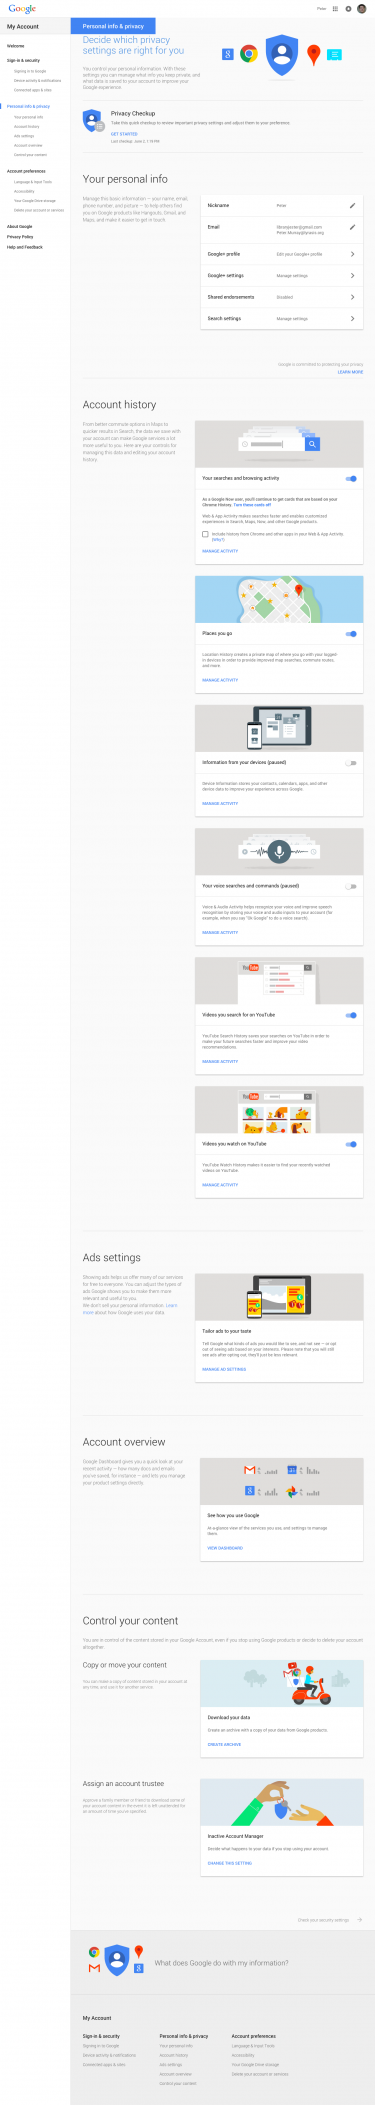 Google
Peter
My Account
Personal info & privacy
Welcome
Sign-in & security
Signing in to Google
Device activity & notifications
Connected apps & sites
Personal info & privacy
Your personal info
Account history
Ads settings
Account overview
Control your content
Account preferences
Language & Input Tools
Accessibility
Your Google Drive storage
Delete your account or services
About Google
Privacy Policy
Help and Feedback
Decide which privacy
settings are right for you
You control your personal information. With these
settings you can manage what info you keep private, and
what data is saved to your account to improve your
Google experience.
Privacy Checkup
Take this quick checkup to review important privacy settings and adjust them to your preference.
GET STARTED
Last checkup: June 2, 7:19 PM
Your personal info
Manage this basic information — your name, email,
phone number, and picture — to help others find
you on Google products like Hangouts, Gmail, and
Maps, and make it easier to get in touch.
Nickname
Peter
Email
Google+ profile
Edit your Google+ profile
Google+ settings
Manage settings
Shared endorsements
Disabled
Search settings
Manage settings
Google is committed to protecting your privacy.
LEARN MORE
Account history
From better commute options in Maps to
quicker results in Search, the data we save with
your account can make Google services a lot
more useful to you. Here are your controls for
managing this data and editing your account
history.
Your searches and browsing activity
As a Google Now user, you'll continue to get cards that are based on your
Chrome History. Turn these cards off.
Web & App Activity makes searches faster and enables customized
experiences in Search, Maps, Now, and other Google products.
Include history from Chrome and other apps in your Web & App Activity
(Why?)
MANAGE ACTIVITY
Places you go
Location History creates a private map of where you go with your logged-
in devices in order to provide improved map searches, commute routes,
and more.
MANAGE ACTIVITY
Information from your devices (paused)
Device Information stores your contacts, calendars, apps, and other
device data to improve your experience across Google.
MANAGE ACTIVITY
Your voice searches and commands (paused)
Voice & Audio Activity helps recognize your voice and improve speech
recognition by storing your voice and audio inputs to your account (for
example, when you say "Ok Google" to do a voice search).
MANAGE ACTIVITY
YouTube
Videos you search for on YouTube
YouTube Search History saves your searches on YouTube in order to
make your future searches faster and improve your video
recommendations.
MANAGE ACTIVITY
YouTube
Videos you watch on YouTube
YouTube Watch History makes it easier to find your recently watched
videos on YouTube.
MANAGE ACTIVITY
Ads settings
Showing ads helps us offer many of our services
for free to everyone. You can adjust the types of
ads Google shows you to make them more
relevant and useful to you.
We don't sell your personal information. Learn
more about how Google uses your data.
Tailor ads to your taste
Tell Google what kinds of ads you would like to see, and not see — or opt
out of seeing ads based on your interests. Please note that you will still
see ads after opting out, they'll just be less relevant.
MANAGE AD SETTINGS
Account overview
Google Dashboard gives you a quick look at your
recent activity — how many docs and emails
you've saved, for instance — and lets you manage
your product settings directly.
See how you use Google
At-a-glance view of the services you use, and settings to manage
them.
VIEW DASHBOARD
Control your content
You are in control of the content stored in your Google Account, even if you stop using Google products or decide to delete your account
altogether.
Copy or move your content
You can make a copy of content stored in your account at
any time, and use it for another service.
Download your data
Create an archive with a copy of your data from Google products.
CREATE ARCHIVE
Assign an account trustee
Approve a family member or friend to download some of
your account content in the event it is left unattended for
an amount of time you've specified.
Inactive Account Manager
Decide what happens to your data if you stop using your account.
CHANGE THIS SETTING
Check your security settings
What does Google do with my information?
My Account
Sign-in & security
Signing in to Google
Device activity & notifications
Connected apps & sites
Personal info & privacy
Your personal info
Account history
Ads settings
Account overview
Control your content
Account preferences
Language & Input Tools
Accessibility
Your Google Drive storage
Delete your account or services